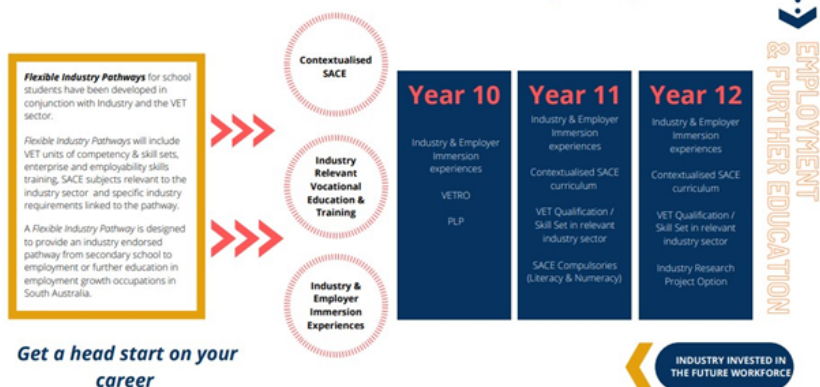 Flexible Industry Pathways for school
students have been developed in
conjunction with Industry and the VET
sector.
Flexible Industry Pathways will include
VET units of competency & skill sets,
enterprise and employability skills
training, SACE subjects relevant to the
industry sector and specific industry
requirements linked to the pathway.
A Flexible Industry Pathway is designed
to provide an industry endorsed
pathway from secondary school to
employment or further education in
employment growth occupations in
South Australia.
Get a head start on your
career
Contextualised
SACE
Industry
Relevant
Vocational
Education &
Training
Industry &
Employer
Immersion
Experiences
Year 10
Industry & Employer
Immersion
experiences
VETRO
PLP
Year 11
Industry & Employer
Immersion
experiences
Contextualised SACE
curriculum
VET Qualification /
Skill Set in relevant
industry sector
SACE Compulsories
(Literacy & Numeracy)
Year 12
Industry & Employer
Immersion
experiences
Contextualised SACE
curriculum
VET Qualification /
Skill Set in relevant
industry sector
Industry Research
Project Option
EMPLOYMENT
& FURTHER EDUCATION
INDUSTRY INVESTED IN
THE FUTURE WORKFORCE